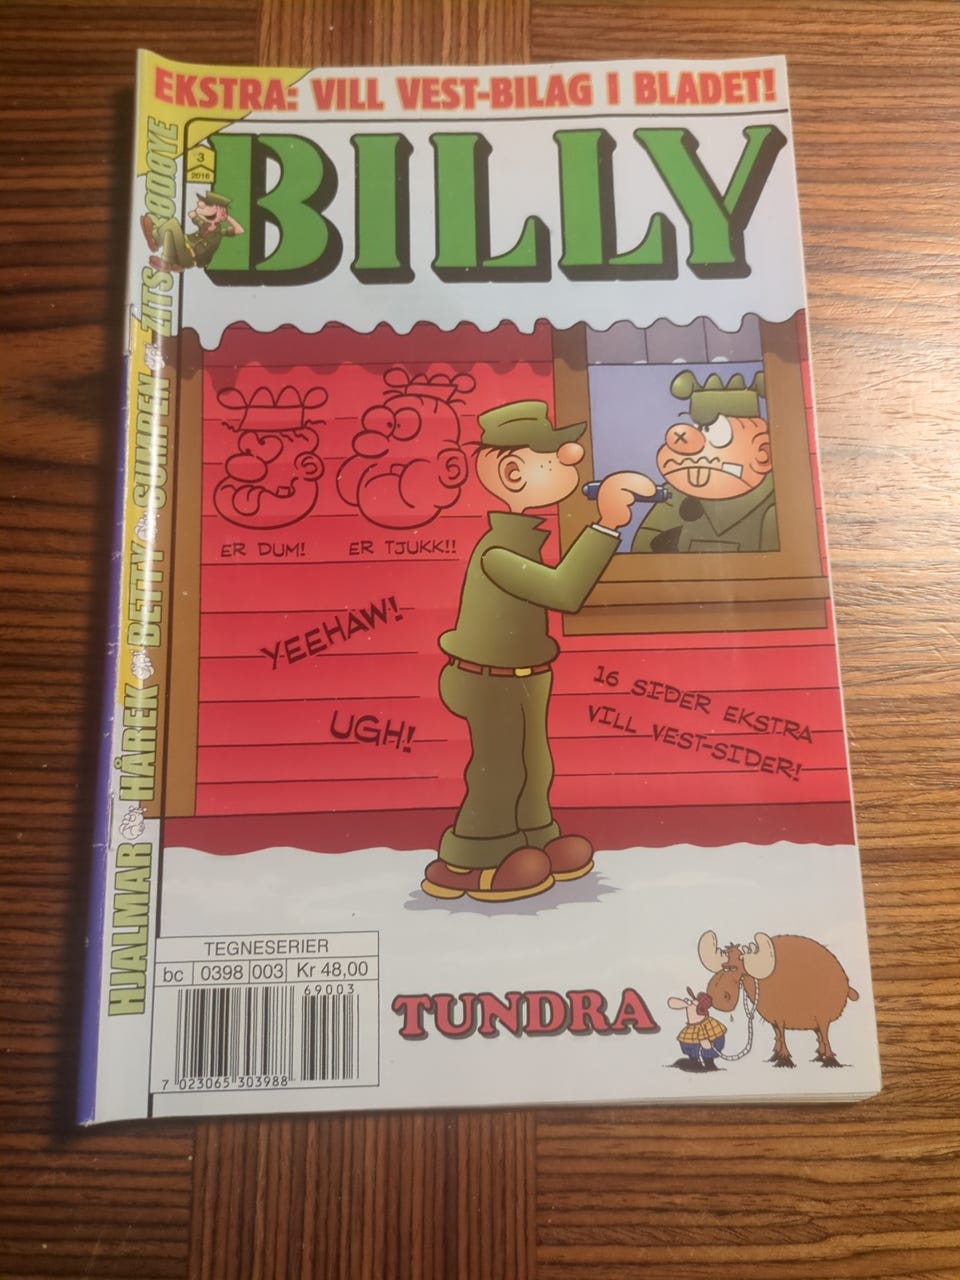 EKSTRA: VILL VEST-BILAG I BLADET!
3
2016
BILLY
HJALMAR HÅREK BETTY SUMPEN ZITS
ER DUM!
ER TJUKK!!
YEEHAW!
UGH!
16 SIDER EKSTRA
VILL VEST-SIDER!
TEGNESERIER
bc 0398 003 Kr 48,00
69003
7 023065 303988
TUNDRA